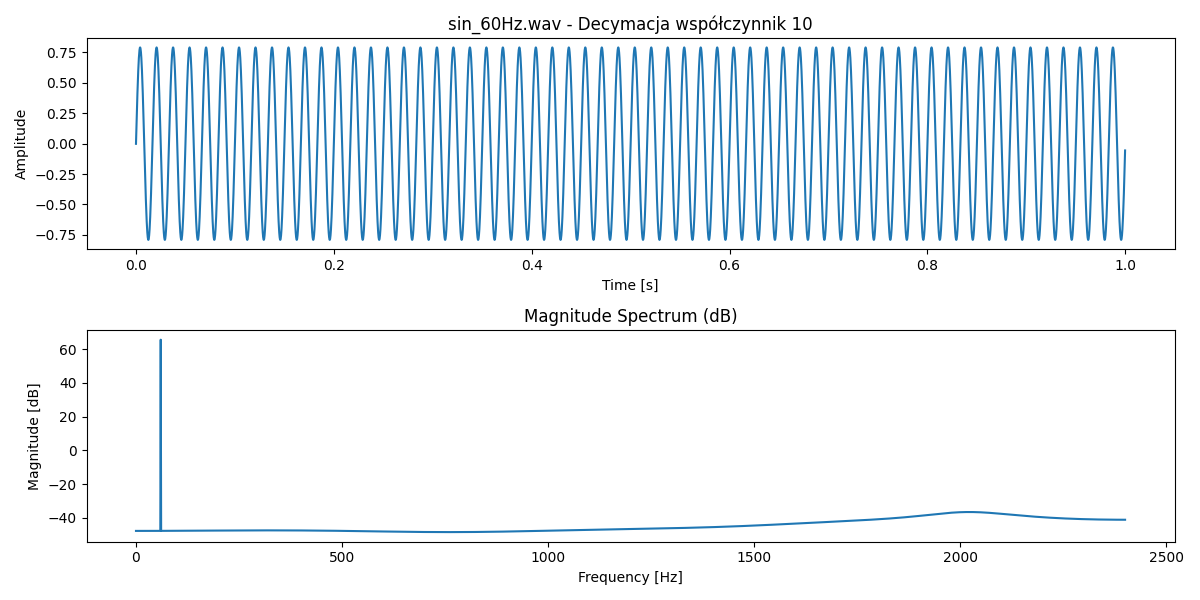 sin_60Hz.wav - Decymacja współczynnik 10
Amplitude
0.75
0.50
0.25
0.00
−0.25
−0.50
−0.75
0.0 0.2 0.4 0.6 0.8 1.0
Time [s]
Magnitude Spectrum (dB)
Magnitude [dB]
60
40
20
0
−20
−40
0 500 1000 1500 2000 2500
Frequency [Hz]